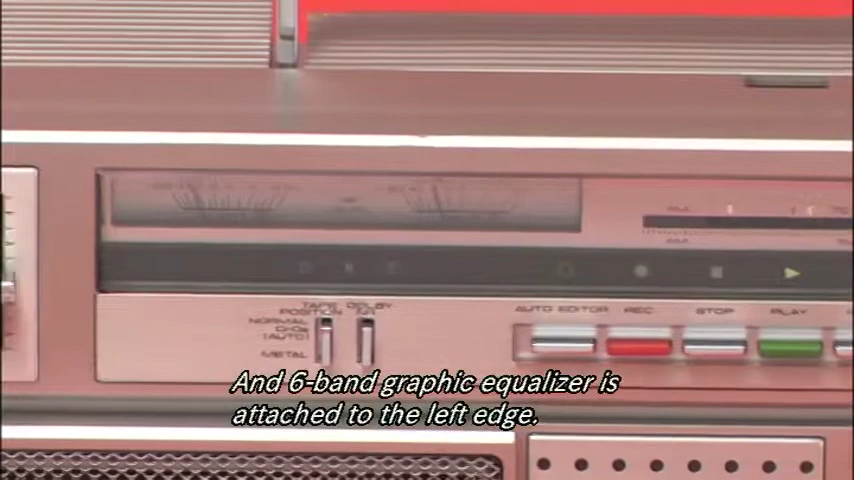 TAPE POSITION
DOLBY NR
NORMAL
CrO2
(AUTO)
METAL
AUTO EDITOR REC STOP PLAY
And 6-band graphic equalizer is
attached to the left edge.